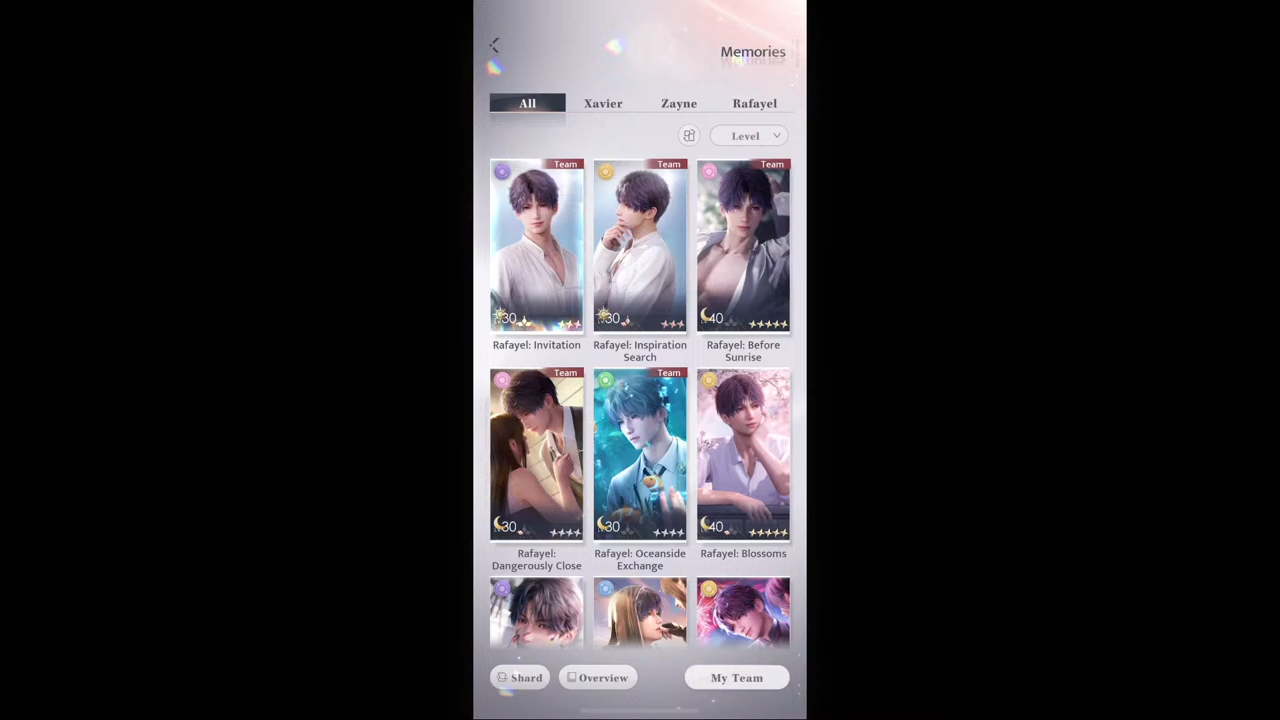 Memories
All Xavier Zayne Rafayel
Level
Team Team Team
30 30 40
Rafayel: Invitation
Rafayel: Inspiration
Search
Rafayel: Before
Sunrise
Team Team
30 30 40
Rafayel:
Dangerously Close
Rafayel: Oceanside
Exchange
Rafayel: Blossoms
Shard Overview My Team